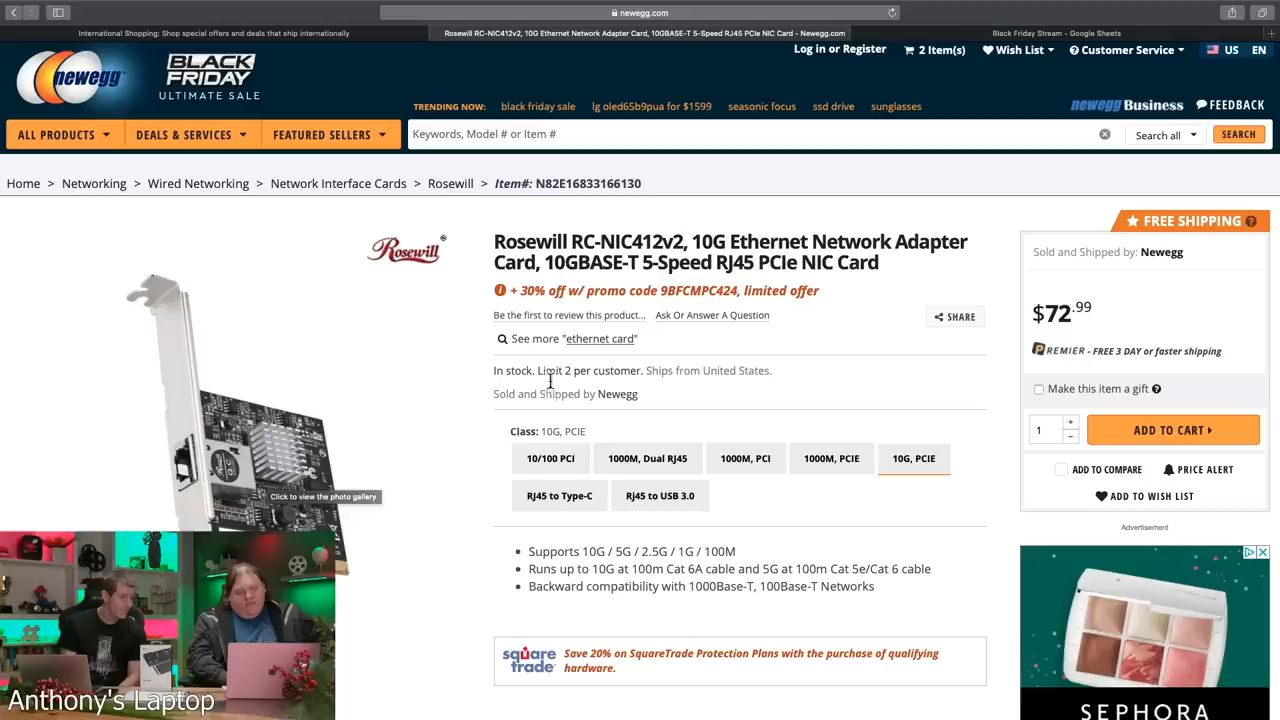 newegg.com
International Shopping: Shop special offers and deals that ship internationally
Rosewill RC-NIC412v2, 10G Ethernet Network Adapter Card, 10GBASE-T 5-Speed RJ45 PCIe NIC Card - Newegg.com
Black Friday Stream - Google Sheets
newegg
BLACK
FRIDAY
ULTIMATE SALE
Log in or Register
2 Item(s)
Wish List
Customer Service
US
EN
TRENDING NOW:
black friday sale
lg oled65b9pua for $1599
seasonic focus
ssd drive
sunglasses
newegg Business
FEEDBACK
ALL PRODUCTS
DEALS & SERVICES
FEATURED SELLERS
Keywords, Model # or Item #
Search all
SEARCH
Home > Networking > Wired Networking > Network Interface Cards > Rosewill > Item#: N82E16833166130
Rosewill
Rosewill RC-NIC412v2, 10G Ethernet Network Adapter
Card, 10GBASE-T 5-Speed RJ45 PCIe NIC Card
+ 30% off w/ promo code 9BFCMPC424, limited offer
Be the first to review this product...
Ask Or Answer A Question
SHARE
See more "ethernet card"
In stock. Limit 2 per customer. Ships from United States.
Sold and Shipped by Newegg
Class: 10G, PCIE
10/100 PCI
1000M, Dual RJ45
1000M, PCI
1000M, PCIE
10G, PCIE
RJ45 to Type-C
RJ45 to USB 3.0
• Supports 10G / 5G / 2.5G / 1G / 100M
• Runs up to 10G at 100m Cat 6A cable and 5G at 100m Cat 5e/Cat 6 cable
• Backward compatibility with 1000Base-T, 100Base-T Networks
square trade
Save 20% on SquareTrade Protection Plans with the purchase of qualifying
hardware.
FREE SHIPPING
Sold and Shipped by: Newegg
$72.99
PREMIER - FREE 3 DAY or faster shipping
Make this item a gift
1
ADD TO CART
ADD TO COMPARE
PRICE ALERT
ADD TO WISH LIST
Advertisement
SEPHORA
Click to view the photo gallery
Anthony's Laptop